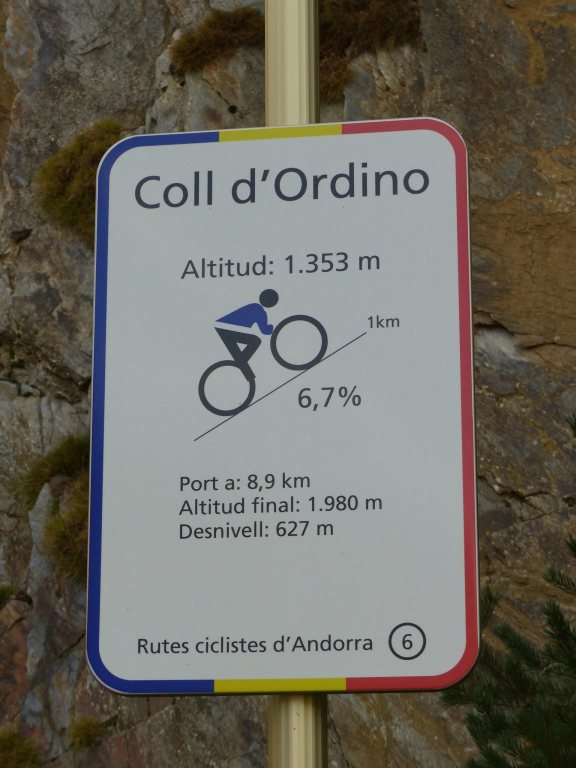 Coll d'Ordino
Altitud: 1.353 m
1km
6,7%
Port a: 8,9 km
Altitud final: 1.980 m
Desnivell: 627 m
Rutes ciclistes d'Andorra 6